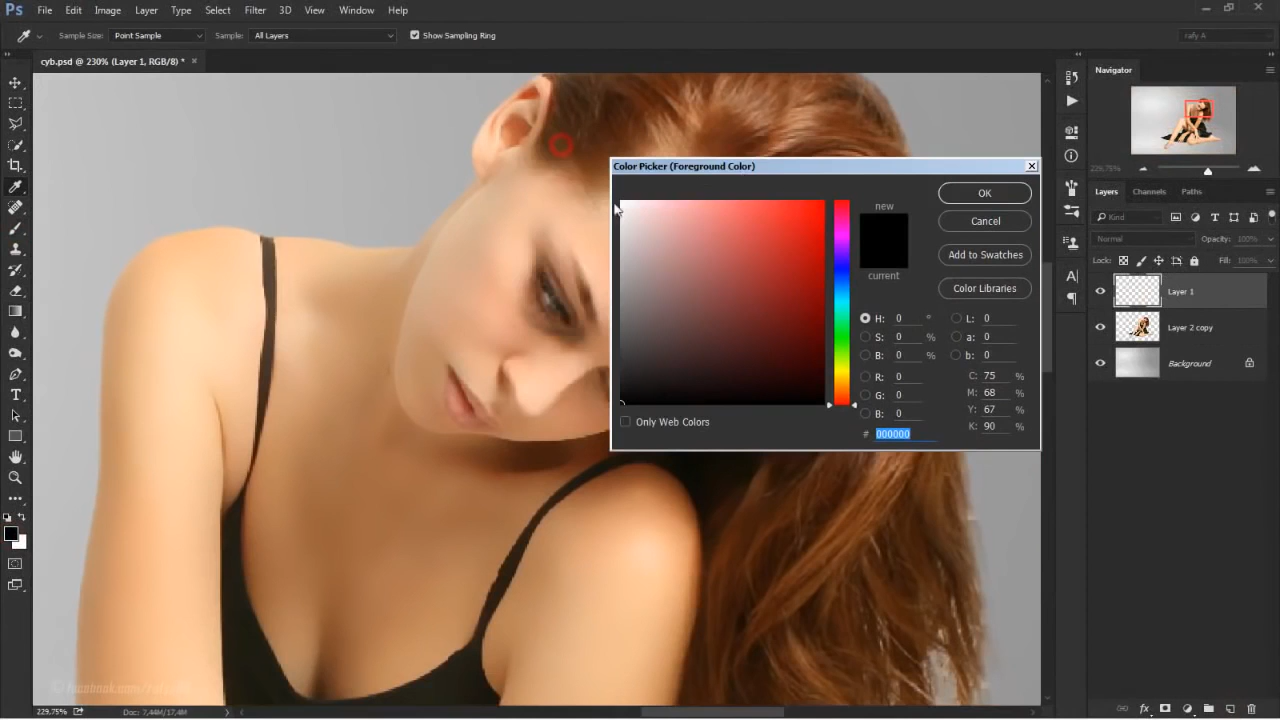 Ps File Edit Image Layer Type Select Filter 3D View Window Help
Sample Size: Point Sample Sample: All Layers Show Sampling Ring rafy A
cyb.psd @ 230% (Layer 1, RGB/8) * ×
Navigator
229,75%
Layers Channels Paths
Kind
Normal Opacity: 100%
Lock: Fill: 100%
Layer 1
Layer 2 copy
Background
Color Picker (Foreground Color)
new
current
OK
Cancel
Add to Swatches
Color Libraries
H: 0 ° L: 0
S: 0 % a: 0
B: 0 % b: 0
R: 0 C: 75 %
G: 0 M: 68 %
B: 0 Y: 67 %
K: 90 %
# 000000
Only Web Colors
229,75% Doc: 7,44M/17,4M